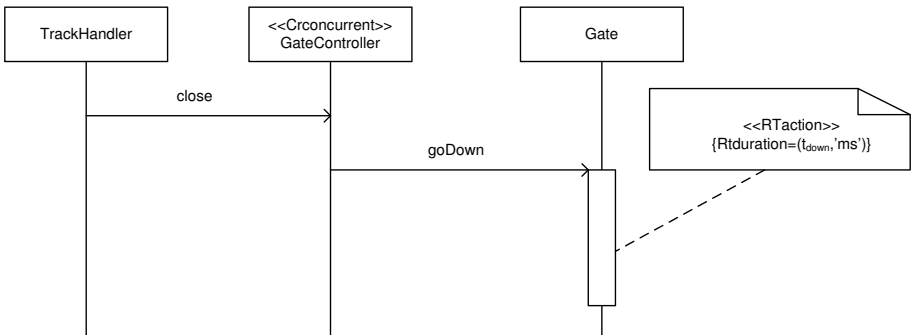 TrackHandler
<<Crconcurrent>>
GateController
Gate
close
goDown
<<RTaction>>
{Rtduration=(tdown,'ms')}